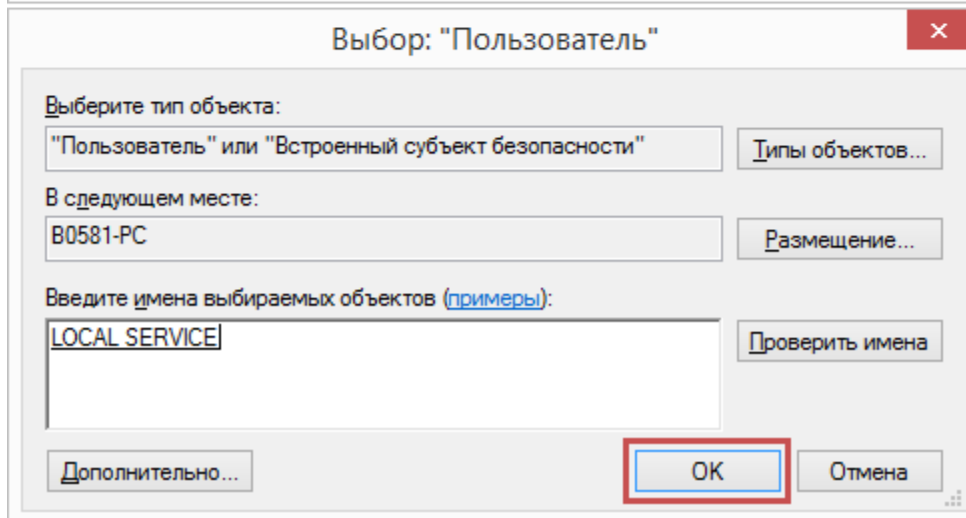 Выбор: "Пользователь"
Выберите тип объекта:
"Пользователь" или "Встроенный субъект безопасности"
Типы объектов...
В следующем месте:
B0581-PC
Размещение...
Введите имена выбираемых объектов (примеры):
LOCAL SERVICE
Проверить имена
Дополнительно...
ОК
Отмена